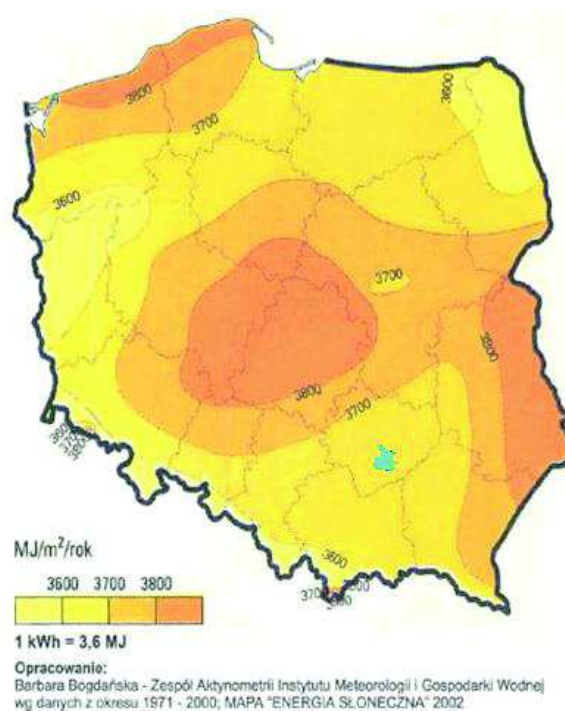 3800
3700
3600
3600
3700
3800
3800
3700
3600
MJ/m²/rok
3600 3700 3800
1 kWh = 3,6 MJ
Opracowanie:
Barbara Bogdańska - Zespół Aktynometrii Instytutu Meteorologii i Gospodarki Wodnej
wg danych z okresu 1971 - 2000; MAPA "ENERGIA SŁONECZNA" 2002